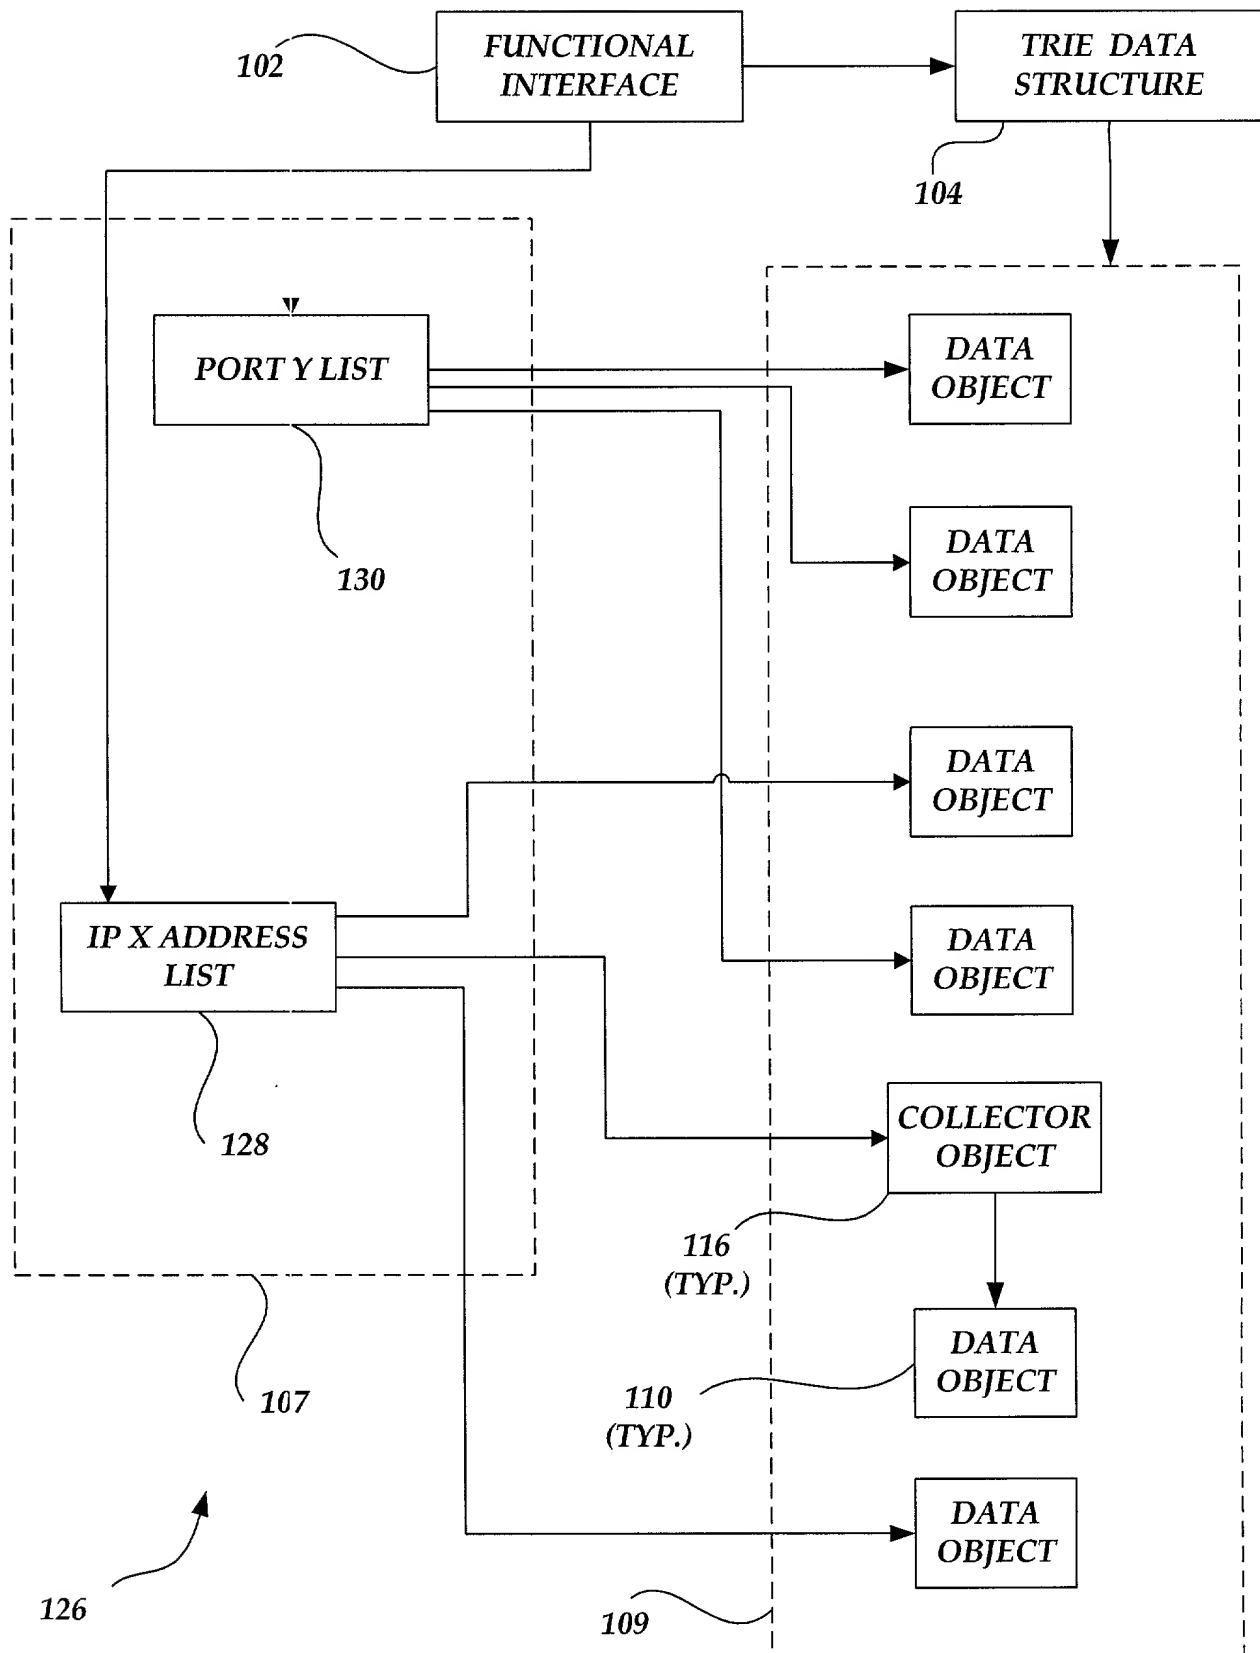 102
FUNCTIONAL
INTERFACE
TRIE DATA
STRUCTURE
104
PORT Y LIST
130
DATA
OBJECT
DATA
OBJECT
DATA
OBJECT
IP X ADDRESS
LIST
128
DATA
OBJECT
COLLECTOR
OBJECT
116
(TYP.)
107
110
(TYP.)
DATA
OBJECT
DATA
OBJECT
126
109